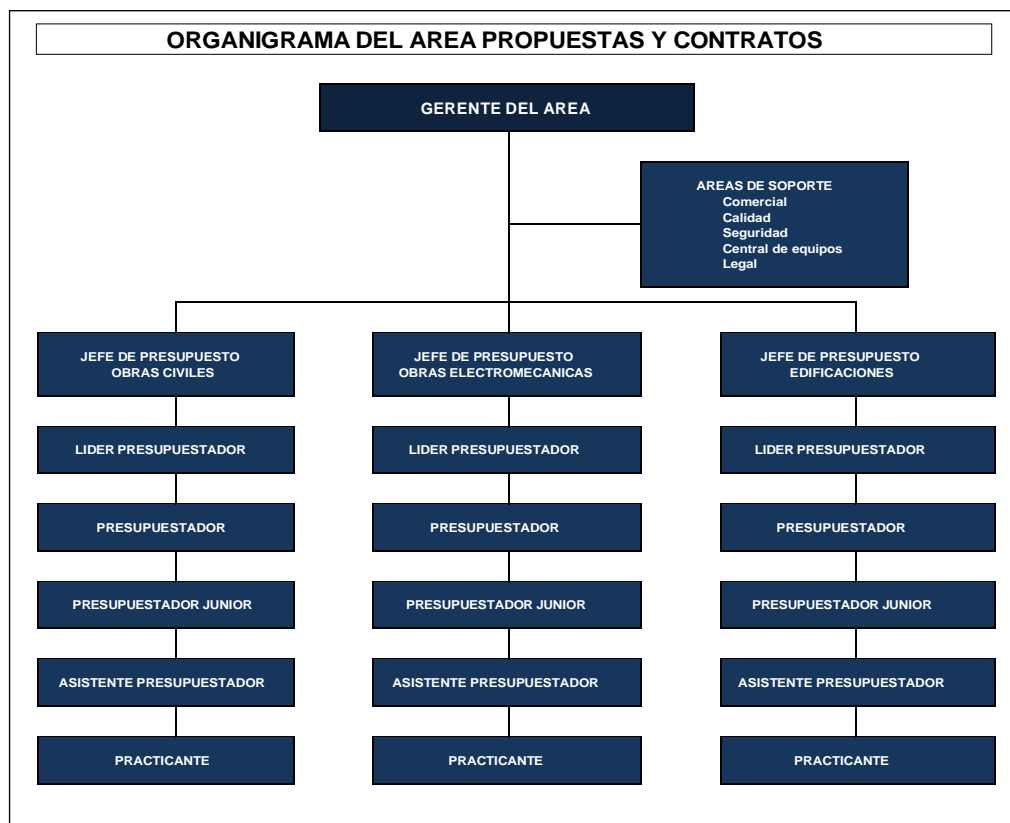 ORGANIGRAMA DEL AREA PROPUESTAS Y CONTRATOS
GERENTE DEL AREA
AREAS DE SOPORTE
Comercial
Calidad
Seguridad
Central de equipos
Legal
JEFE DE PRESUPUESTO
OBRAS CIVILES
JEFE DE PRESUPUESTO
OBRAS ELECTROMECANICAS
JEFE DE PRESUPUESTO
EDIFICACIONES
LIDER PRESUPUESTADOR
LIDER PRESUPUESTADOR
LIDER PRESUPUESTADOR
PRESUPUESTADOR
PRESUPUESTADOR
PRESUPUESTADOR
PRESUPUESTADOR JUNIOR
PRESUPUESTADOR JUNIOR
PRESUPUESTADOR JUNIOR
ASISTENTE PRESUPUESTADOR
ASISTENTE PRESUPUESTADOR
ASISTENTE PRESUPUESTADOR
PRACTICANTE
PRACTICANTE
PRACTICANTE